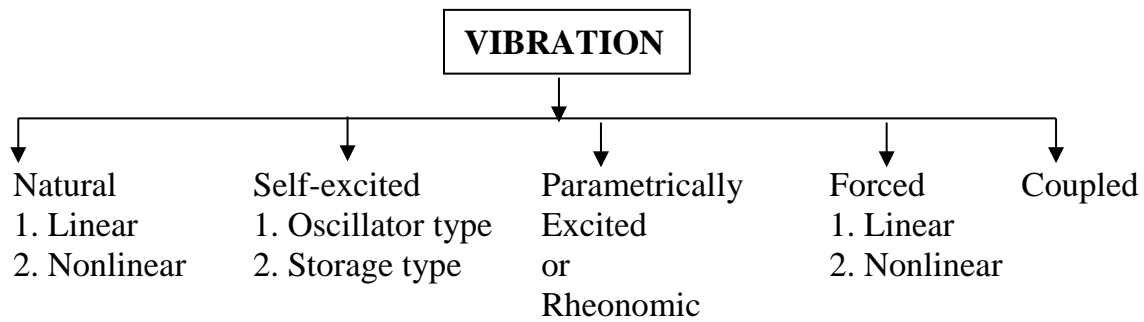 VIBRATION
Natural
1. Linear
2. Nonlinear
Self-excited
1. Oscillator type
2. Storage type
Parametrically
Excited
or
Rheonomic
Forced
1. Linear
2. Nonlinear
Coupled